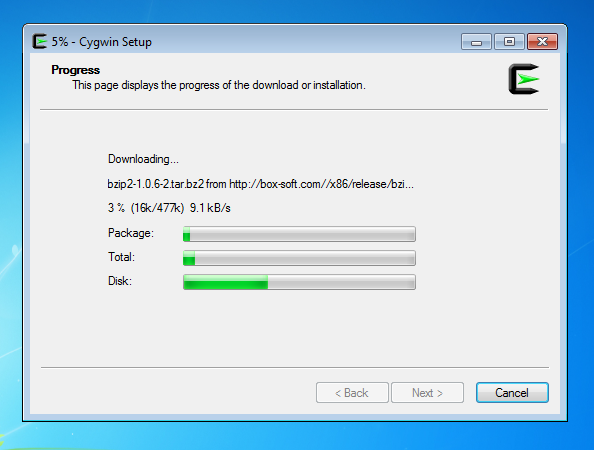 5% - Cygwin Setup
Progress
This page displays the progress of the download or installation.
Downloading...
bzip2-1.0.6-2.tar.bz2 from http://box-soft.com//x86/release/bzi...
3 % (16k/477k) 9.1 kB/s
Package:
Total:
Disk:
< Back Next > Cancel